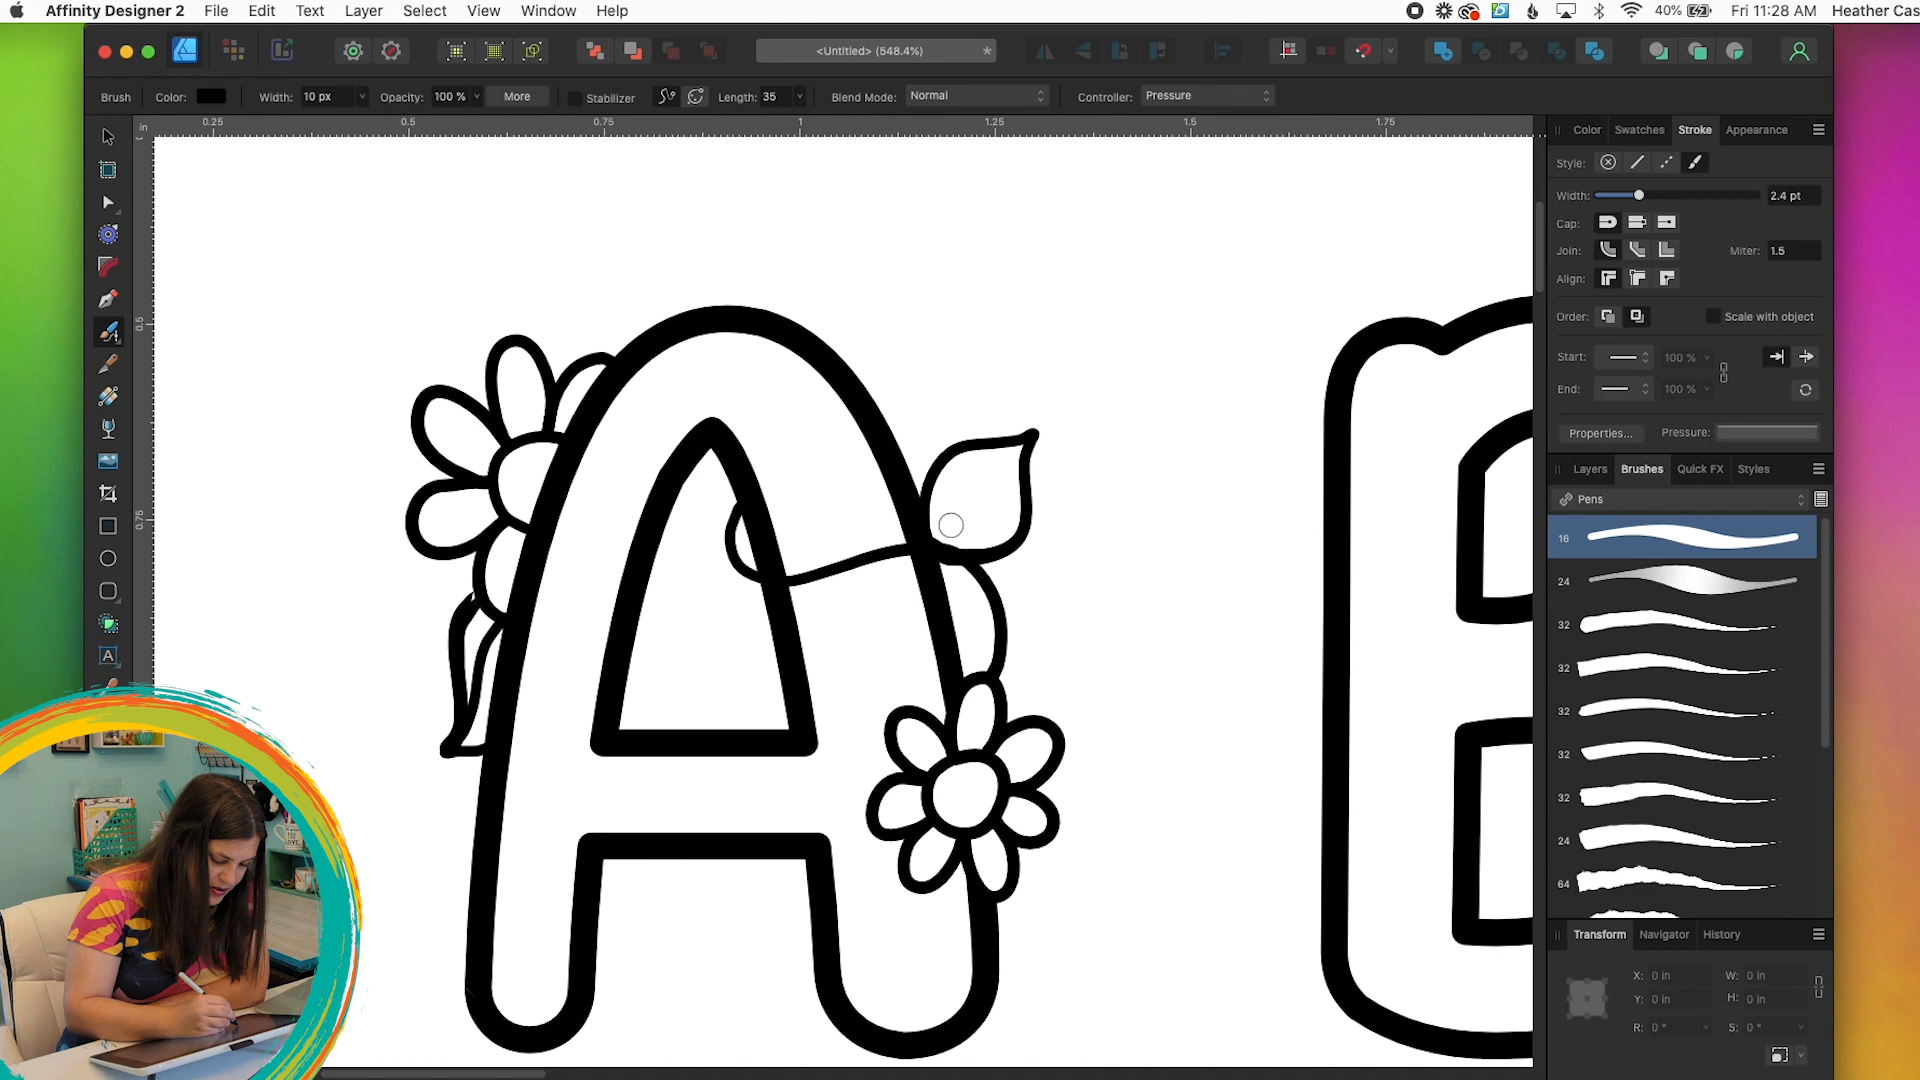 Affinity Designer 2 File Edit Text Layer Select View Window Help 40% Fri 11:28 AM Heather Cas
<Untitled> (548.4%) *
Brush Color: Width: 10 px Opacity: 100 % More Stabilizer Length: 35 Blend Mode: Normal Controller: Pressure
in 0.25 0.5 0.75 1 1.25 1.5 1.75
0.5
0.75
A
A
Color Swatches Stroke Appearance
Style:
Width: 2.4 pt
Cap:
Join: Miter: 1.5
Align:
Order: Scale with object
Start: 100 %
End: 100 %
Properties... Pressure:
Layers Brushes Quick FX Styles
Pens
16
24
32
32
32
32
32
24
64
Transform Navigator History
X: 0 in W: 0 in
Y: 0 in H: 0 in
R: 0 ° S: 0 °